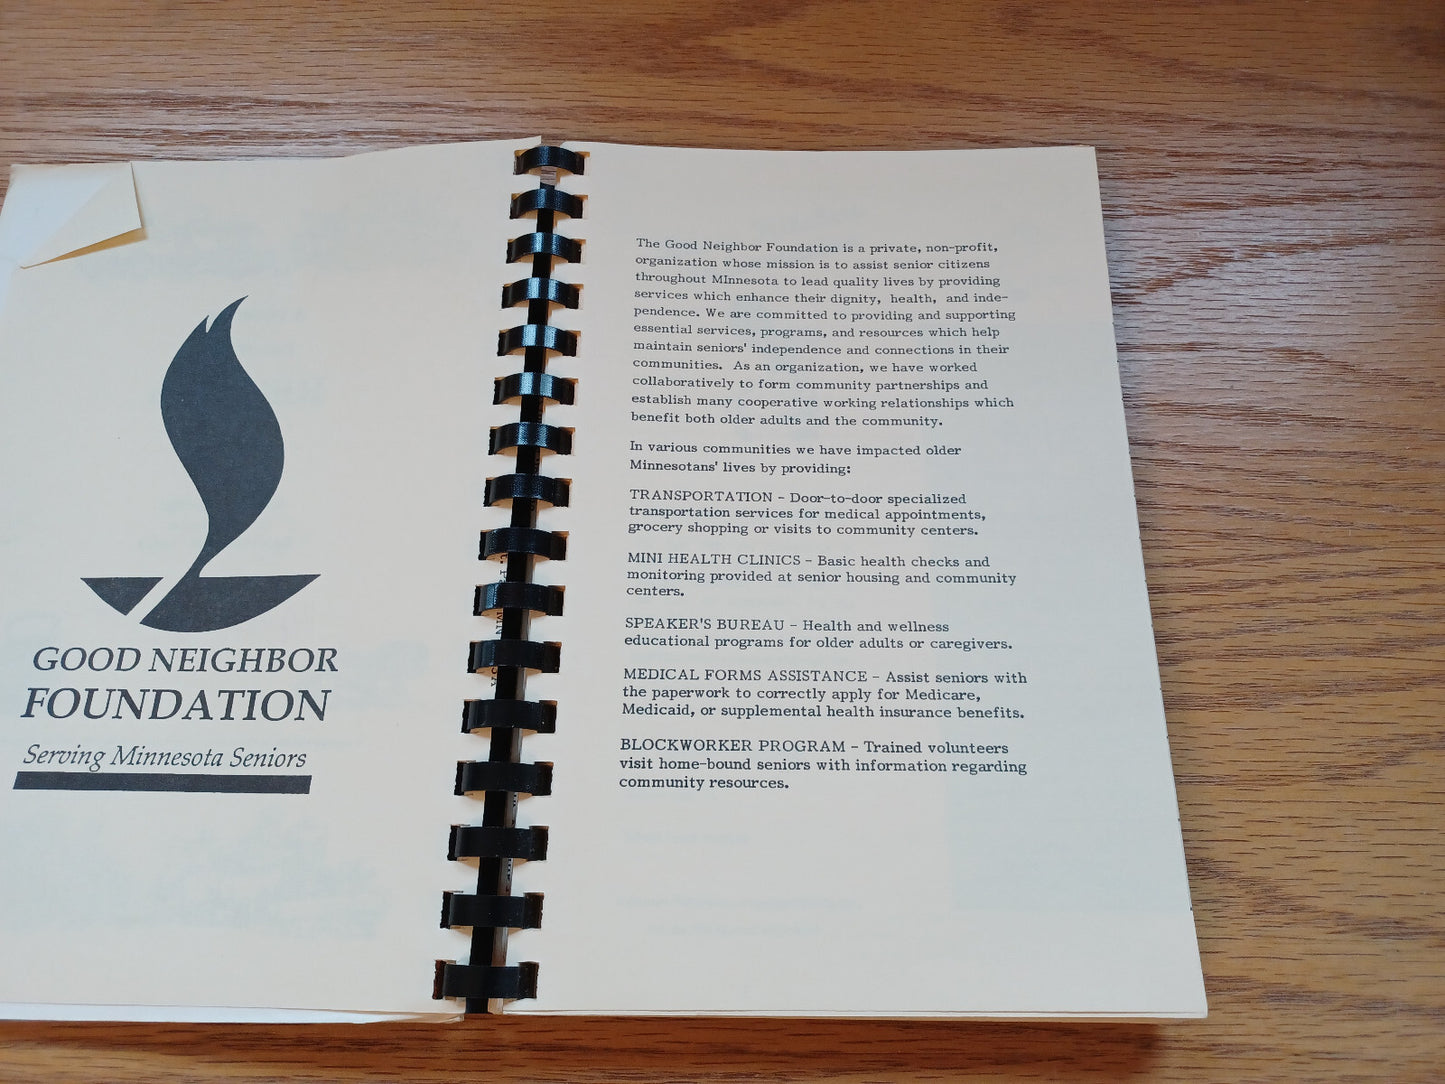 GOOD NEIGHBOR
FOUNDATION
Serving Minnesota Seniors
The Good Neighbor Foundation is a private, non-profit,
organization whose mission is to assist senior citizens
throughout MInnesota to lead quality lives by providing
services which enhance their dignity, health, and inde-
pendence. We are committed to providing and supporting
essential services, programs, and resources which help
maintain seniors' independence and connections in their
communities. As an organization, we have worked
collaboratively to form community partnerships and
establish many cooperative working relationships which
benefit both older adults and the community.
In various communities we have impacted older
Minnesotans' lives by providing:
TRANSPORTATION - Door-to-door specialized
transportation services for medical appointments,
grocery shopping or visits to community centers.
MINI HEALTH CLINICS - Basic health checks and
monitoring provided at senior housing and community
centers.
SPEAKER'S BUREAU - Health and wellness
educational programs for older adults or caregivers.
MEDICAL FORMS ASSISTANCE - Assist seniors with
the paperwork to correctly apply for Medicare,
Medicaid, or supplemental health insurance benefits.
BLOCKWORKER PROGRAM - Trained volunteers
visit home-bound seniors with information regarding
community resources.